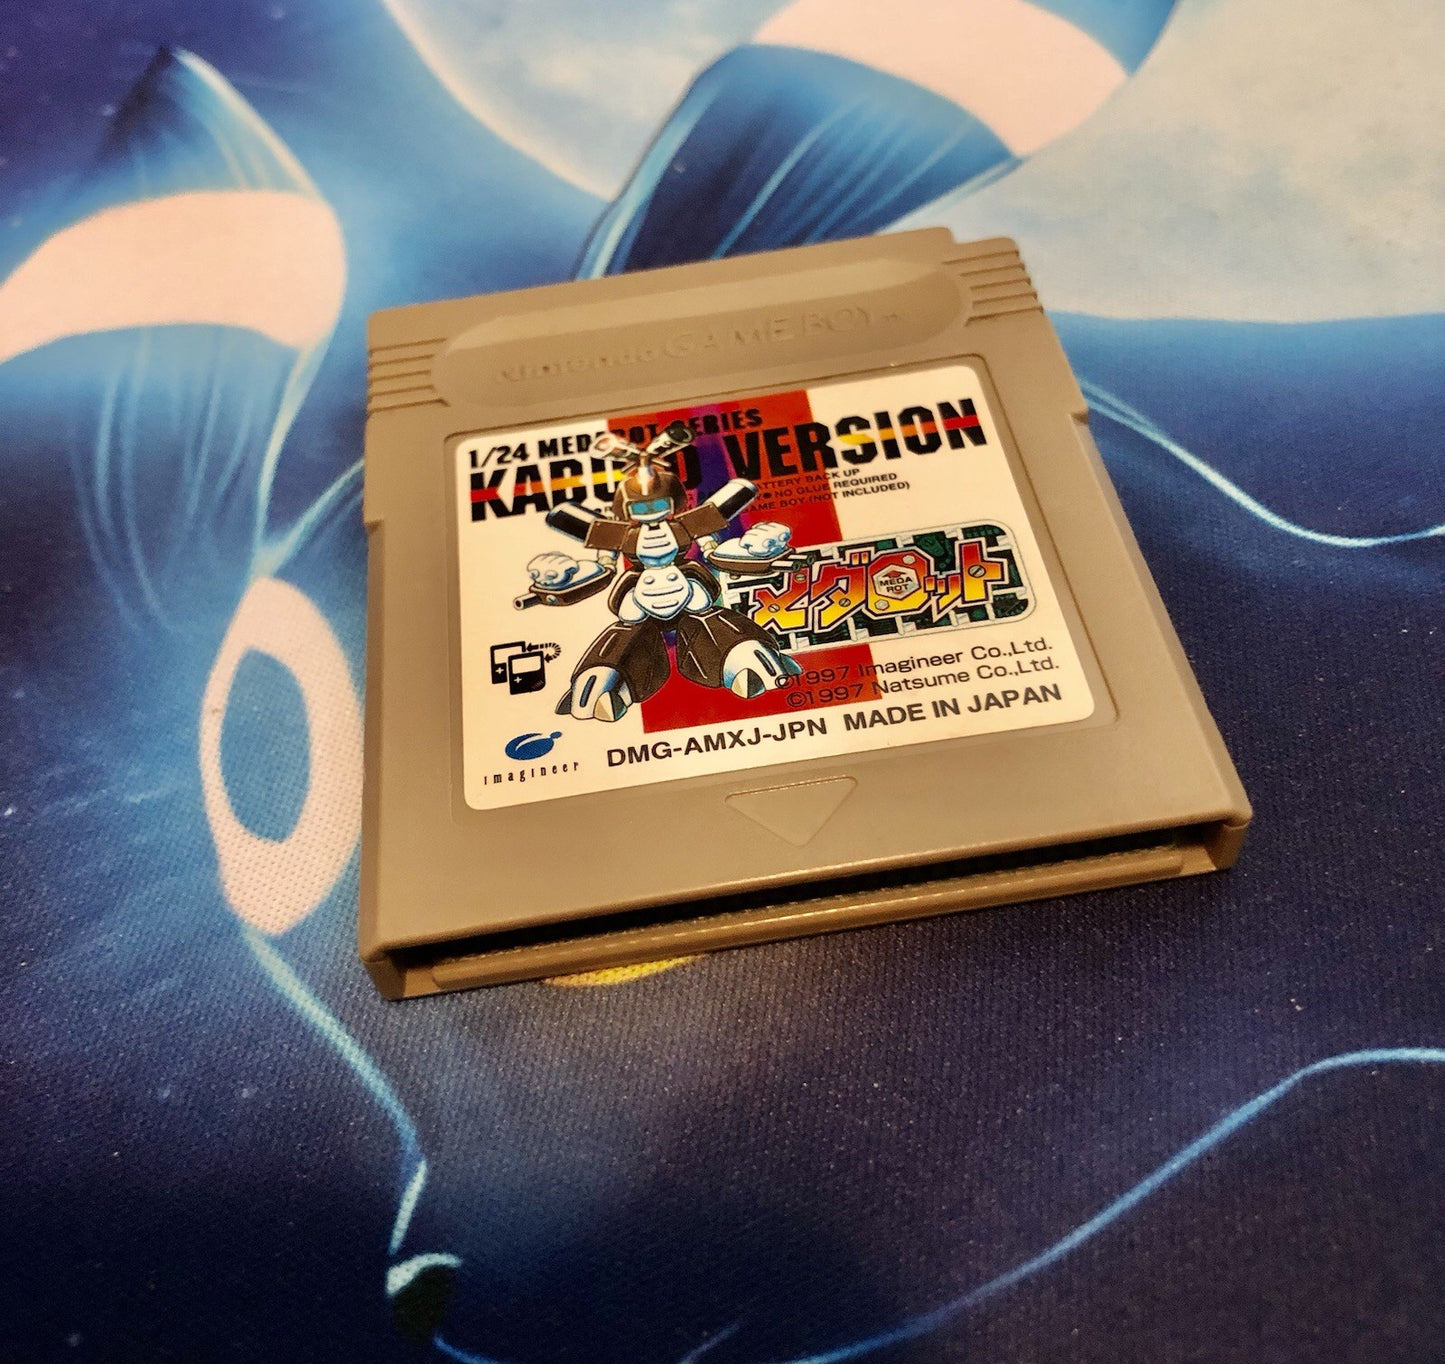 Nintendo GAME BOY
1/24 MEDAROT SERIES
KABUTO VERSION
BATTERY BACK UP
NO GLUE REQUIRED
GAME BOY (NOT INCLUDED)
メダロット
MEDA
ROT
©1997 Imagineer Co.,Ltd.
©1997 Natsume Co.,Ltd.
DMG-AMXJ-JPN MADE IN JAPAN
imagineer